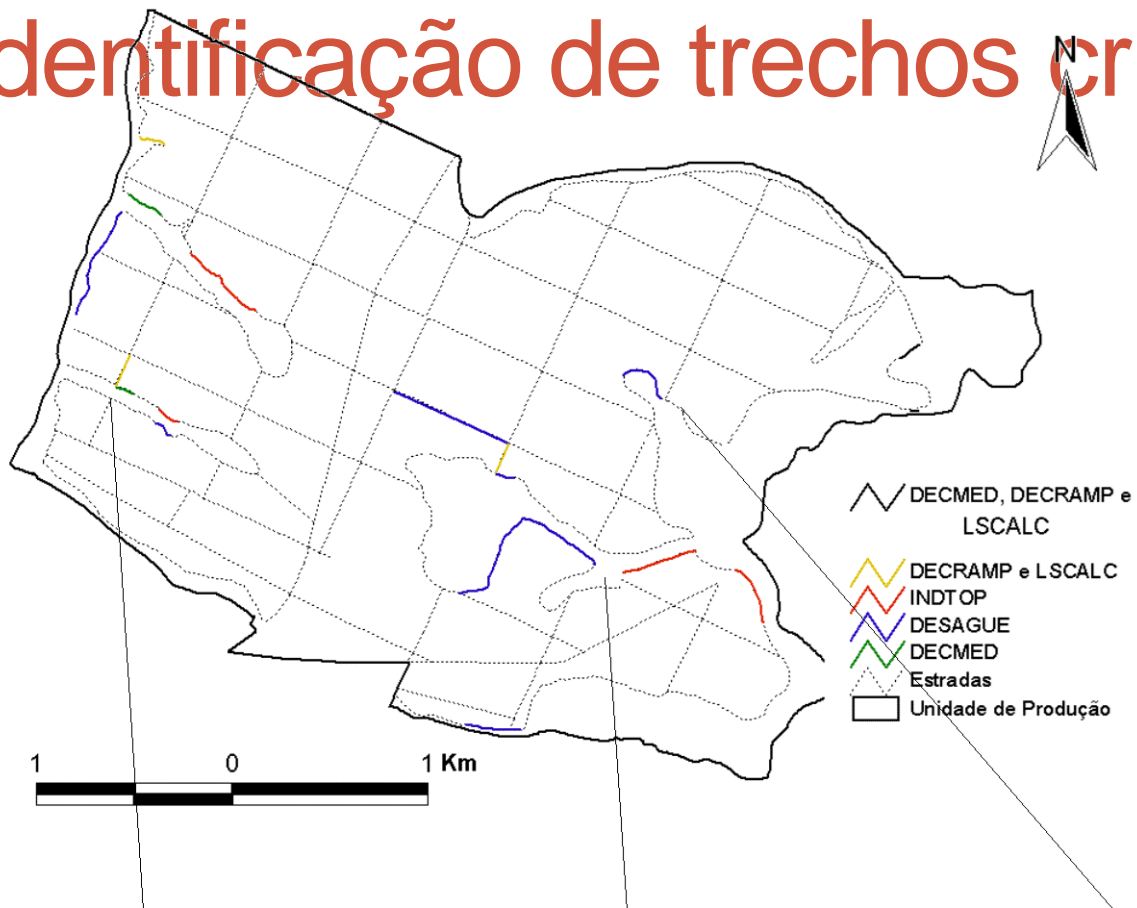 dentificação de trechos cr
N
DECMED, DECRAMP e
LSCALC
DECRAMP e LSCALC
INDTOP
DESAGUE
DECMED
Estradas
Unidade de Produção
1 0 1 Km